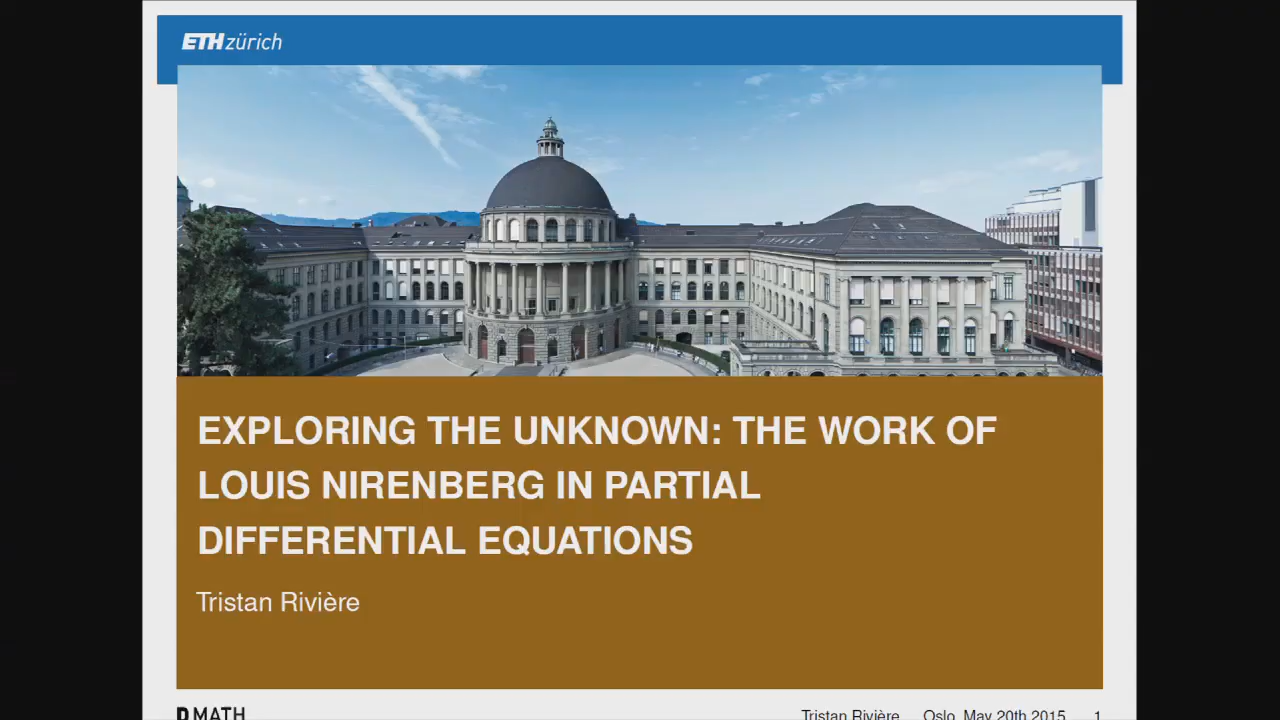 ETH zürich
EXPLORING THE UNKNOWN: THE WORK OF
LOUIS NIRENBERG IN PARTIAL
DIFFERENTIAL EQUATIONS
Tristan Rivière
D MATH
Tristan Rivière Oslo, May 20th 2015 1